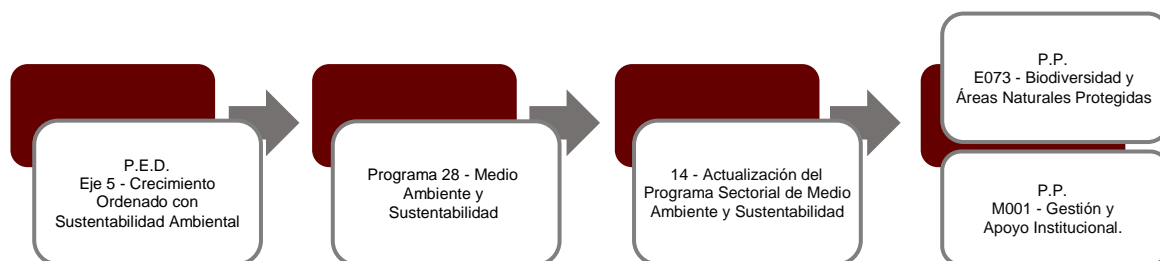 P.E.D.
Eje 5 - Crecimiento
Ordenado con
Sustentabilidad Ambiental
Programa 28 - Medio
Ambiente y
Sustentabilidad
14 - Actualización del
Programa Sectorial de Medio
Ambiente y Sustentabilidad
P.P.
E073 - Biodiversidad y
Áreas Naturales Protegidas
P.P.
M001 - Gestión y
Apoyo Institucional.